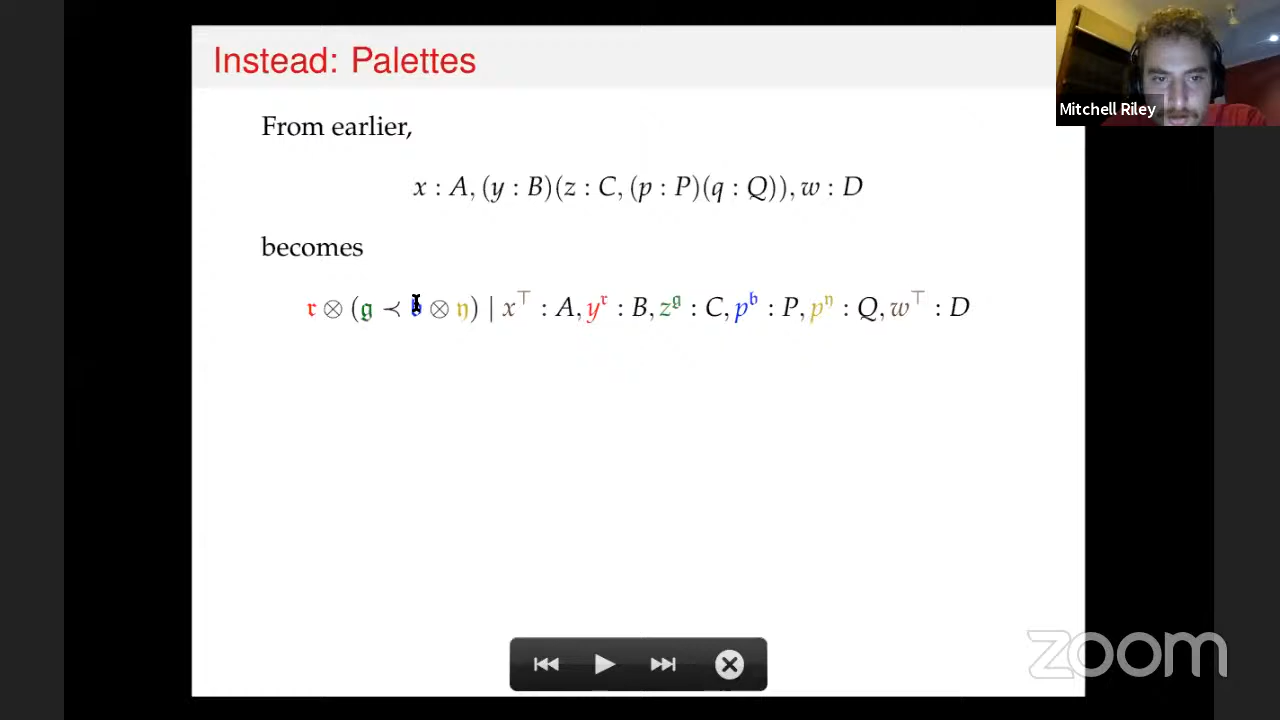 Instead: Palettes
Mitchell Riley
From earlier,
x : A, (y : B)(z : C, (p : P)(q : Q)), w : D
becomes
𝔯 ⊗ (𝔤 ≺ 𝔟 ⊗ 𝔶) | x^⊤ : A, y^𝔯 : B, z^𝔤 : C, p^𝔟 : P, p^𝔶 : Q, w^⊤ : D
zoom